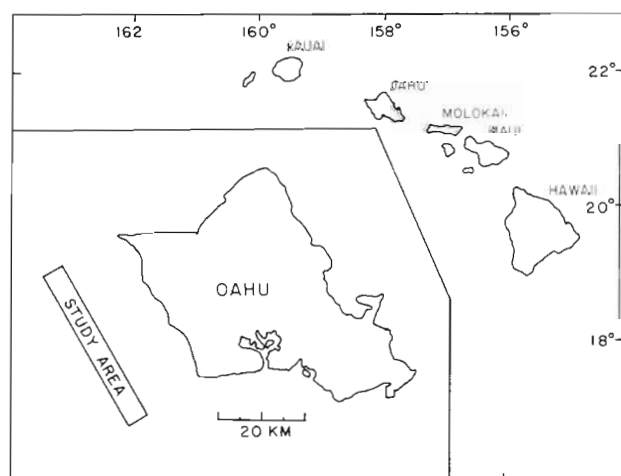 162 160° 158° 156°
KAUAI
22°
OAHU
MOLOKAI
MAUI
HAWAII
20°
OAHU
STUDY AREA
18°
20 KM